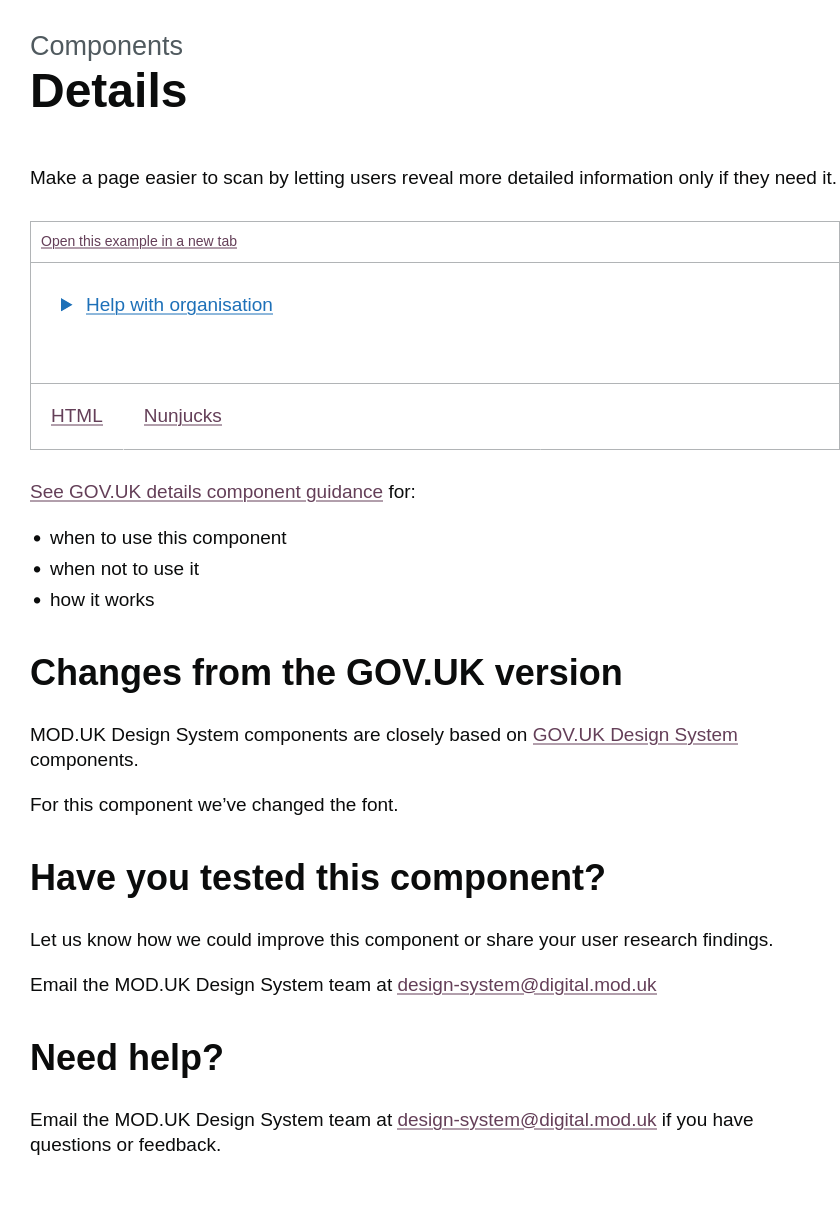 Components
Details
Make a page easier to scan by letting users reveal more detailed information only if they need it.
Open this example in a new tab
Help with organisation
HTML Nunjucks
See GOV.UK details component guidance for:
• when to use this component
• when not to use it
• how it works
Changes from the GOV.UK version
MOD.UK Design System components are closely based on GOV.UK Design System
components.
For this component we’ve changed the font.
Have you tested this component?
Let us know how we could improve this component or share your user research findings.
Email the MOD.UK Design System team at design-system@digital.mod.uk
Need help?
Email the MOD.UK Design System team at design-system@digital.mod.uk if you have
questions or feedback.